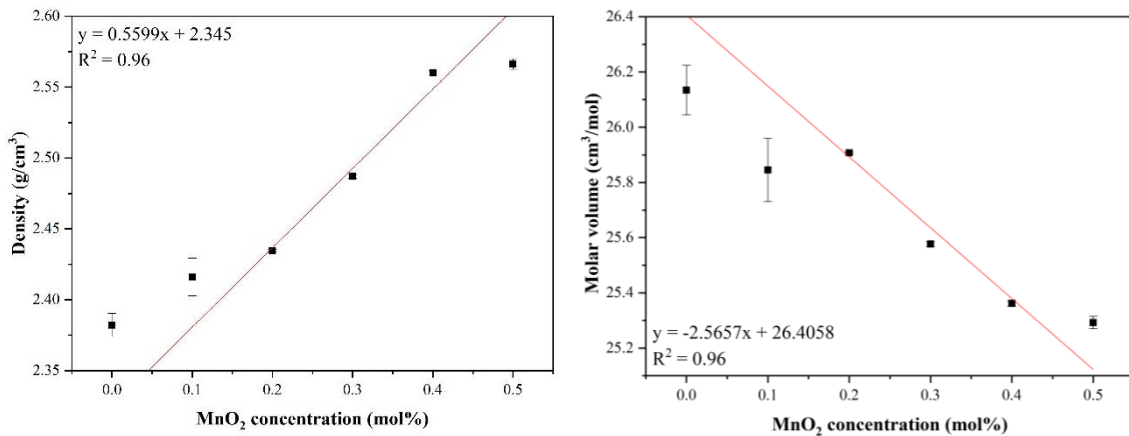 y = 0.5599x + 2.345
R² = 0.96
Density (g/cm³)
2.60
2.55
2.50
2.45
2.40
2.35
0.0 0.1 0.2 0.3 0.4 0.5
MnO₂ concentration (mol%)
26.4
26.2
26.0
25.8
25.6
25.4
25.2
Molar volume (cm³/mol)
y = -2.5657x + 26.4058
R² = 0.96
0.0 0.1 0.2 0.3 0.4 0.5
MnO₂ concentration (mol%)